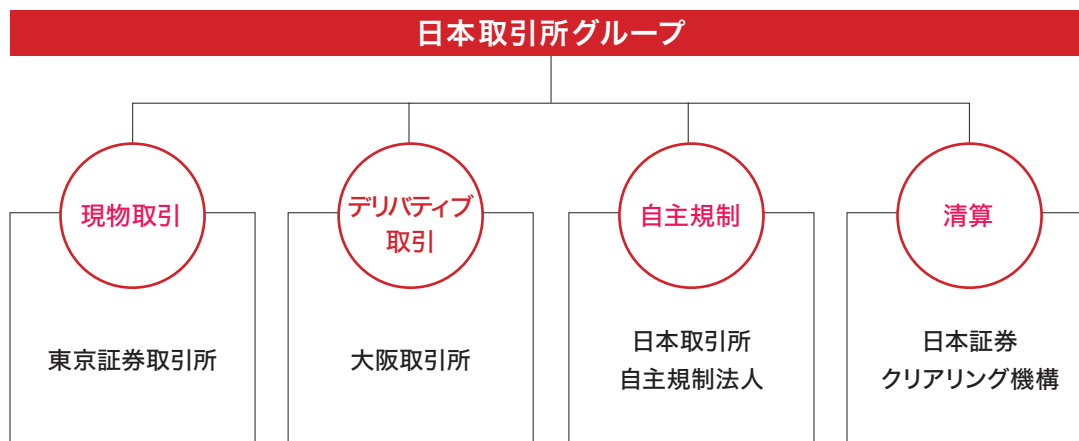 日本取引所グループ
現物取引
デリバティブ
取引
自主規制
清算
東京証券取引所
大阪取引所
日本取引所
自主規制法人
日本証券
クリアリング機構